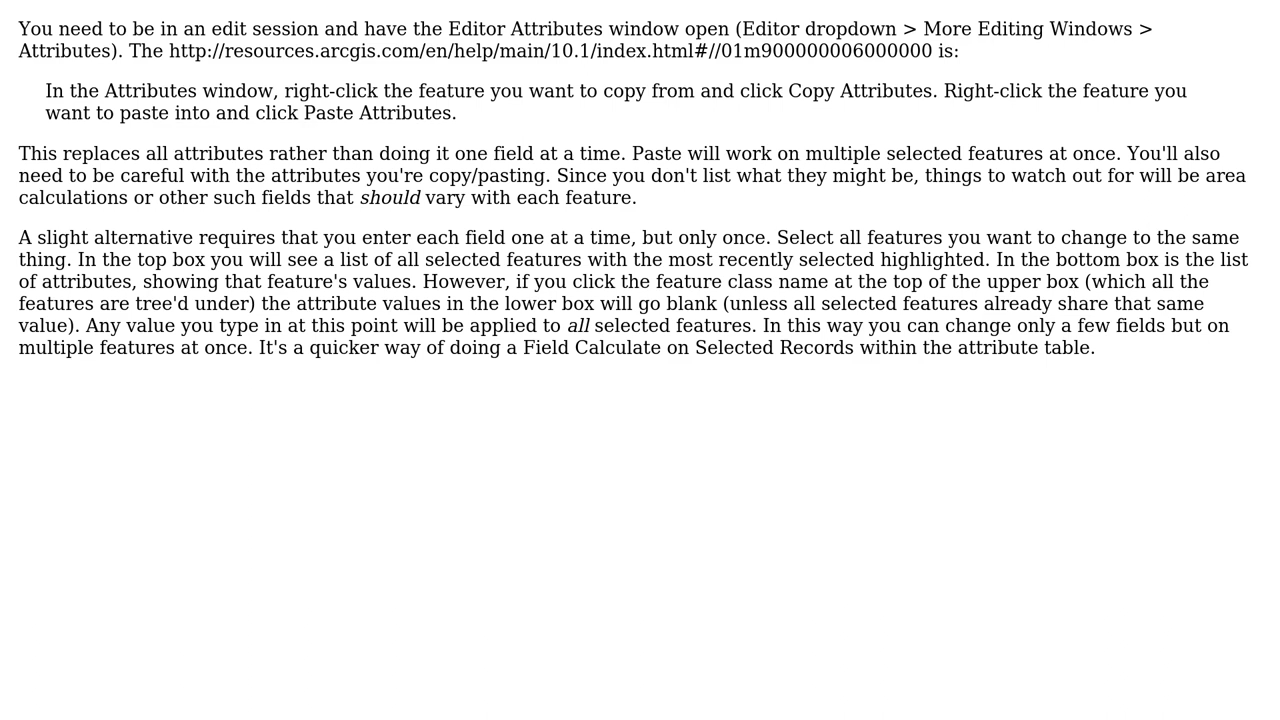 You need to be in an edit session and have the Editor Attributes window open (Editor dropdown > More Editing Windows >
Attributes). The http://resources.arcgis.com/en/help/main/10.1/index.html#//01m900000006000000 is:
In the Attributes window, right-click the feature you want to copy from and click Copy Attributes. Right-click the feature you
want to paste into and click Paste Attributes.
This replaces all attributes rather than doing it one field at a time. Paste will work on multiple selected features at once. You'll also
need to be careful with the attributes you're copy/pasting. Since you don't list what they might be, things to watch out for will be area
calculations or other such fields that should vary with each feature.
A slight alternative requires that you enter each field one at a time, but only once. Select all features you want to change to the same
thing. In the top box you will see a list of all selected features with the most recently selected highlighted. In the bottom box is the list
of attributes, showing that feature's values. However, if you click the feature class name at the top of the upper box (which all the
features are tree'd under) the attribute values in the lower box will go blank (unless all selected features already share that same
value). Any value you type in at this point will be applied to all selected features. In this way you can change only a few fields but on
multiple features at once. It's a quicker way of doing a Field Calculate on Selected Records within the attribute table.